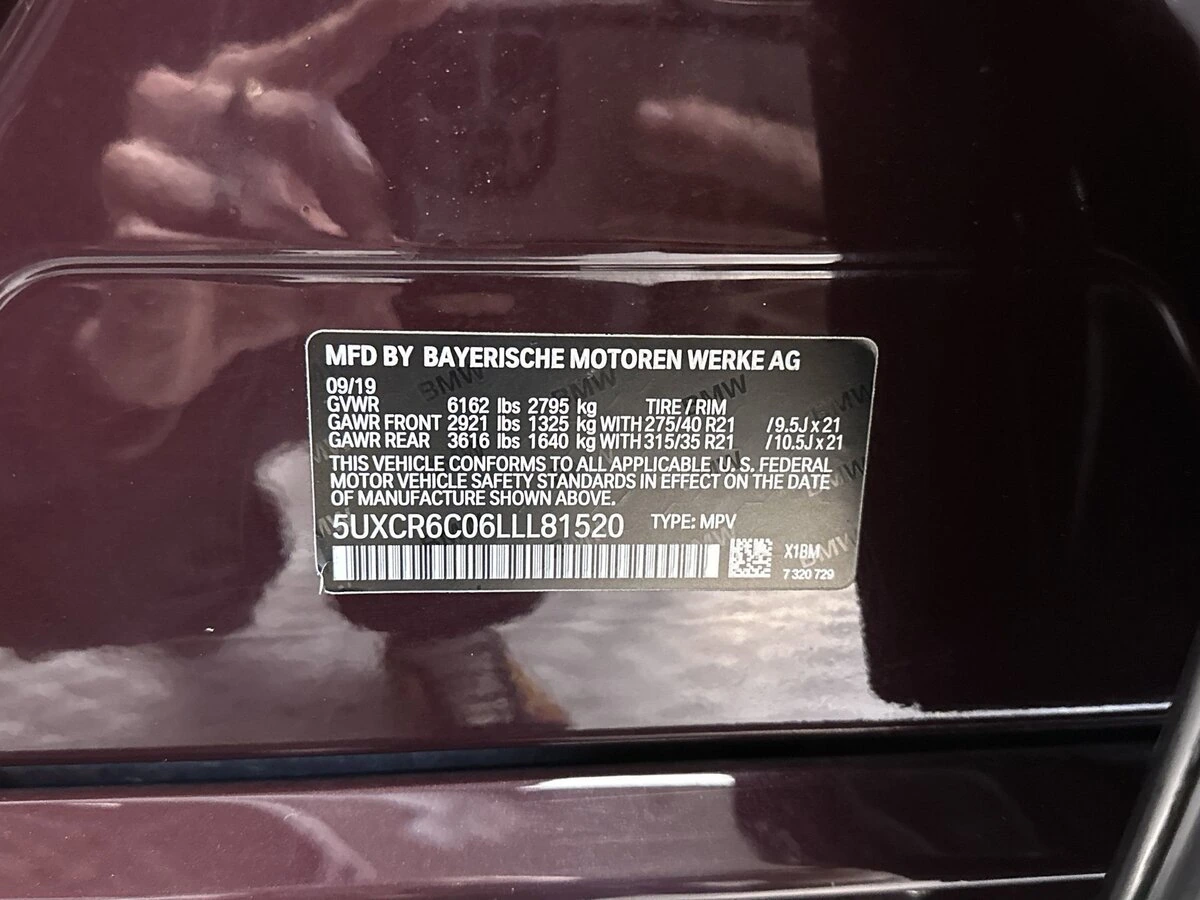 MFD BY BAYERISCHE MOTOREN WERKE AG
09/19
GVWR 6162 lbs 2795 kg TIRE / RIM
GAWR FRONT 2921 lbs 1325 kg WITH 275/40 R21 / 9.5J x 21
GAWR REAR 3616 lbs 1640 kg WITH 315/35 R21 / 10.5J x 21
THIS VEHICLE CONFORMS TO ALL APPLICABLE U. S. FEDERAL
MOTOR VEHICLE SAFETY STANDARDS IN EFFECT ON THE DATE
OF MANUFACTURE SHOWN ABOVE.
5UXCR6C06LLL81520 TYPE: MPV
X1BM
7 320 729